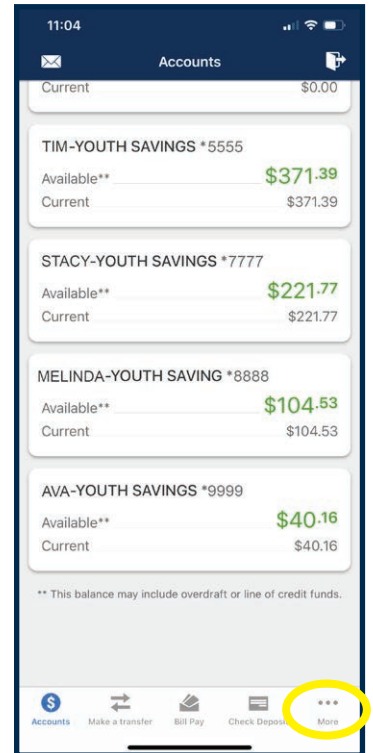 11:04
Accounts
Current $0.00
TIM-YOUTH SAVINGS *5555
Available** $371.39
Current $371.39
STACY-YOUTH SAVINGS *7777
Available** $221.77
Current $221.77
MELINDA-YOUTH SAVING *8888
Available** $104.53
Current $104.53
AVA-YOUTH SAVINGS *9999
Available** $40.16
Current $40.16
** This balance may include overdraft or line of credit funds.
Accounts Make a transfer Bill Pay Check Deposit More